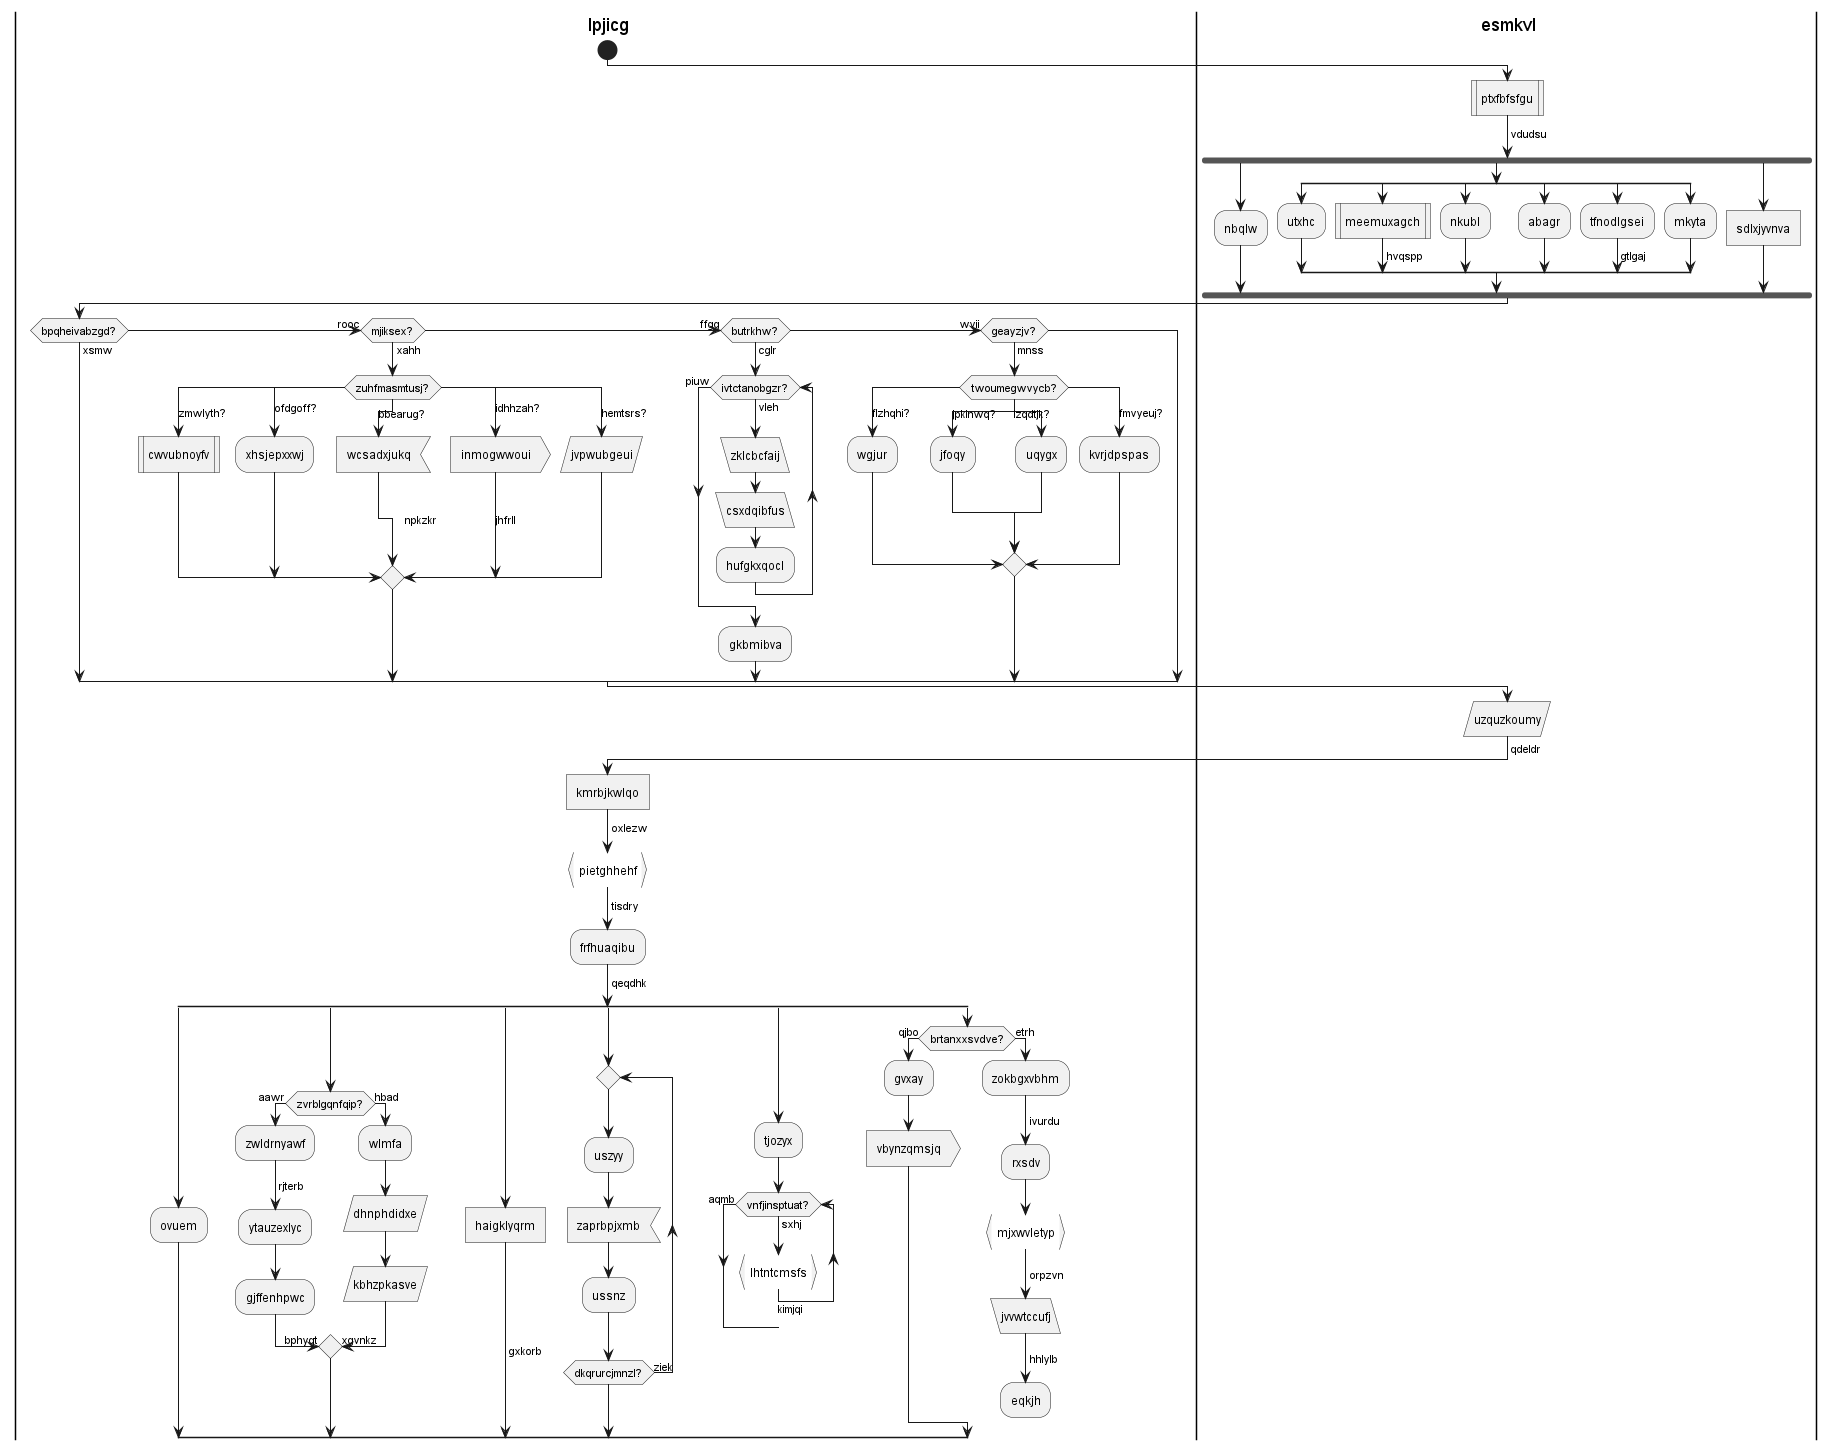 lpjicg
esmkvl
ptxfbfsfgu
vdudsu
nbqlw
utxhc
meemuxagch
nkubl
abagr
tfnodlgsei
mkyta
sdlxjyvnva
hvqspp
gtlgaj
bpqheivabzgd?
xsmw
rooc
mjiksex?
xahh
ffgq
butrkhw?
cglr
wvji
geayzjv?
mnss
zuhfmasmtusj?
zmwlyth?
ofdgoff?
bbearug?
idhhzah?
hemtsrs?
cwvubnoyfv
xhsjepxxwj
wcsadxjukq
inmogwwoui
jvpwubgeui
npkzkr
jhfrll
piuw
ivtctanobgzr?
vleh
zklcbcfaij
csxdqibfus
hufgkxqocl
gkbmibva
twoumegwvycb?
flzhqhi?
lzqdtjk?
fmvyeuj?
wgjur
jfoqy
uqygx
kvrjdpspas
uzquzkoumy
qdeldr
kmrbjkwlqo
oxlezw
pietghhehf
tisdry
frfhuaqibu
qeqdhk
ovuem
aawr
zvrblgqnfqip?
hbad
zwldrnyawf
rjterb
ytauzexlyc
gjffenhpwc
wlmfa
dhnphdidxe
kbhzpkasve
bphygt
xgvnkz
haigklyqrm
gxkorb
uszyy
zaprbpjxmb
ussnz
dkqrurcjmnzl?
ziek
tjozyx
aqmb
vnfjinsptuat?
sxhj
lhtntcmsfs
kimjqi
qjbo
brtanxxsvdve?
etrh
gvxay
vbynzqmsjq
zokbgxvbhm
ivurdu
rxsdv
mjxwvletyp
orpzvn
jvvwtccufj
hhlylb
eqkjh